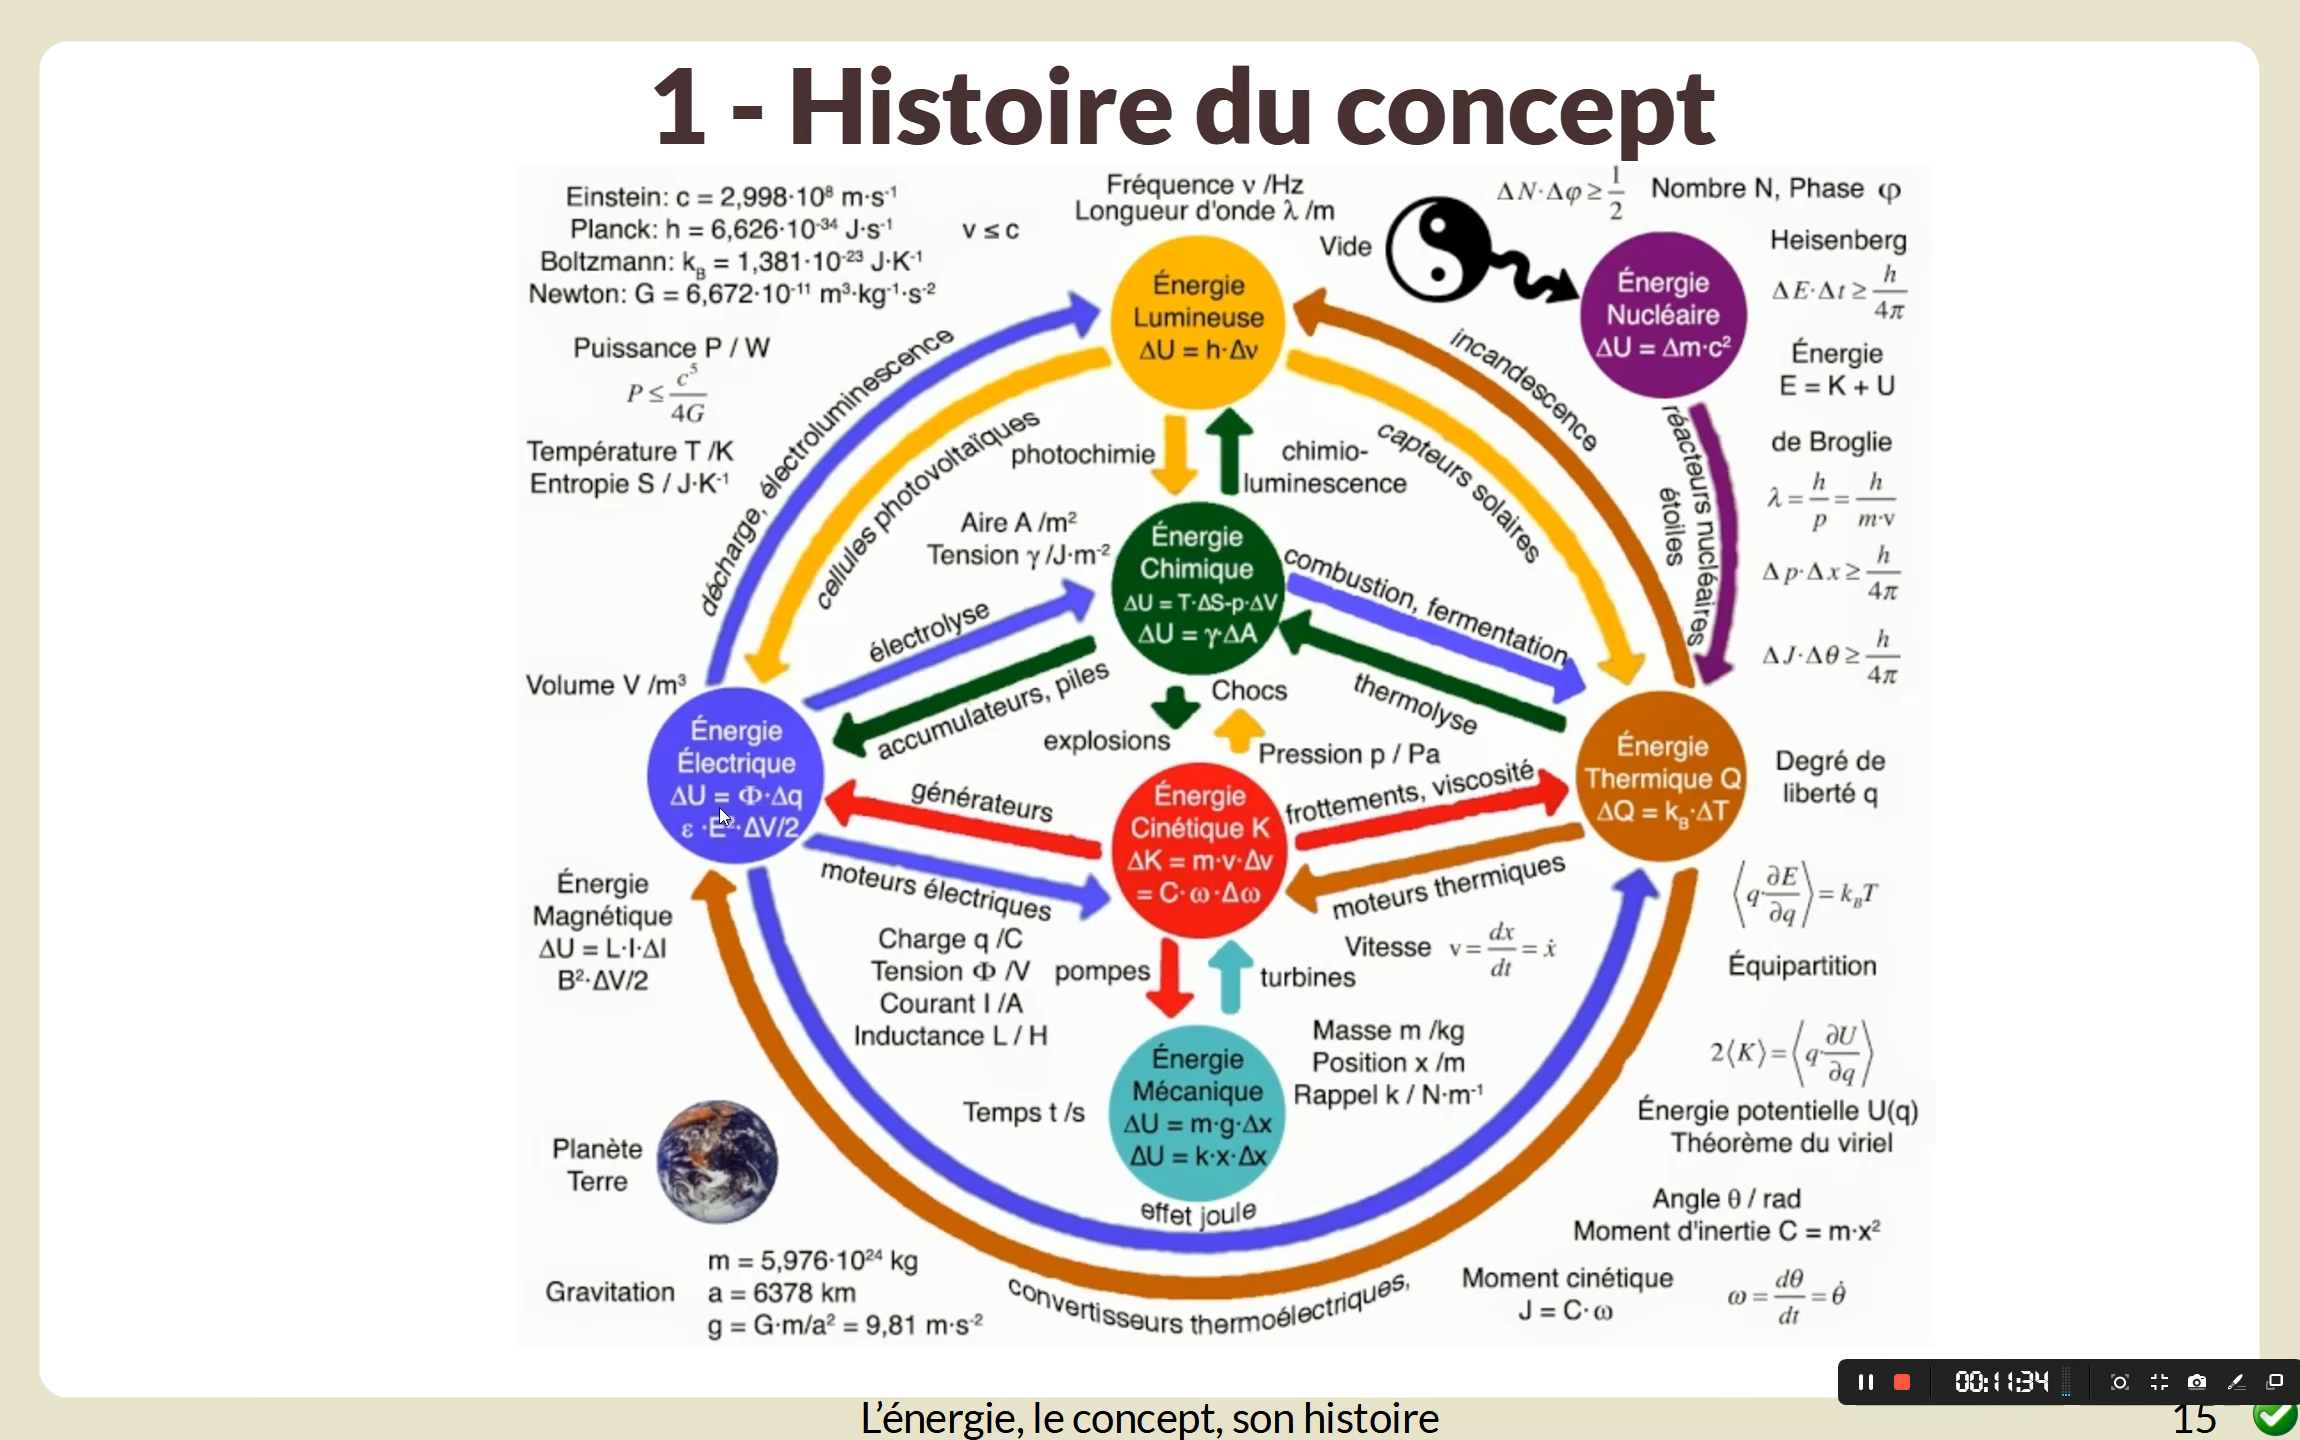 1 - Histoire du concept
Einstein: c = 2,998·10⁸ m·s⁻¹
Planck: h = 6,626·10⁻³⁴ J·s⁻¹
Boltzmann: k_B = 1,381·10⁻²³ J·K⁻¹
Newton: G = 6,672·10⁻¹¹ m³·kg⁻¹·s⁻²
v ≤ c
Fréquence ν /Hz
Longueur d'onde λ /m
Vide
ΔN·Δφ ≥ 1/2
Nombre N, Phase φ
Puissance P / W
P ≤ c⁵/4G
Température T /K
Entropie S / J·K⁻¹
Énergie
Lumineuse
ΔU = h·Δν
Énergie
Nucléaire
ΔU = Δm·c²
Heisenberg
ΔE·Δt ≥ h/4π
Énergie
E = K + U
de Broglie
λ = h/p = h/m·v
Δp·Δx ≥ h/4π
ΔJ·Δθ ≥ h/4π
décharge, électroluminescence
cellules photovoltaïques
photochimie
chimio-
luminescence
capteurs solaires
incandescence
réacteurs nucléaires
étoiles
Aire A /m²
Tension γ /J·m⁻²
Énergie
Chimique
ΔU = T·ΔS-p·ΔV
ΔU = γ·ΔA
électrolyse
accumulateurs, piles
combustion, fermentation
thermolyse
Volume V /m³
explosions
Chocs
Pression p / Pa
Énergie
Électrique
ΔU = Φ·Δq
ε·E²·ΔV/2
générateurs
moteurs électriques
Énergie
Cinétique K
ΔK = m·v·Δv
= C·ω·Δω
frottements, viscosité
moteurs thermiques
Énergie
Thermique Q
ΔQ = k_B·ΔT
Degré de
liberté q
Énergie
Magnétique
ΔU = L·I·ΔI
B²·ΔV/2
Charge q /C
Tension Φ /V
Courant I /A
Inductance L / H
pompes
turbines
Vitesse v = dx/dt = ẋ
⟨q·∂E/∂q⟩ = k_BT
Équipartition
2⟨K⟩ = ⟨q·∂U/∂q⟩
Énergie potentielle U(q)
Théorème du viriel
Temps t /s
Énergie
Mécanique
ΔU = m·g·Δx
ΔU = k·x·Δx
Masse m /kg
Position x /m
Rappel k / N·m⁻¹
Planète
Terre
effet joule
convertisseurs thermoélectriques,
Angle θ / rad
Moment d'inertie C = m·x²
Moment cinétique
J = C·ω
ω = dθ/dt = θ̇
Gravitation
m = 5,976·10²⁴ kg
a = 6378 km
g = G·m/a² = 9,81 m·s⁻²
00:11:34
L’énergie, le concept, son histoire
15